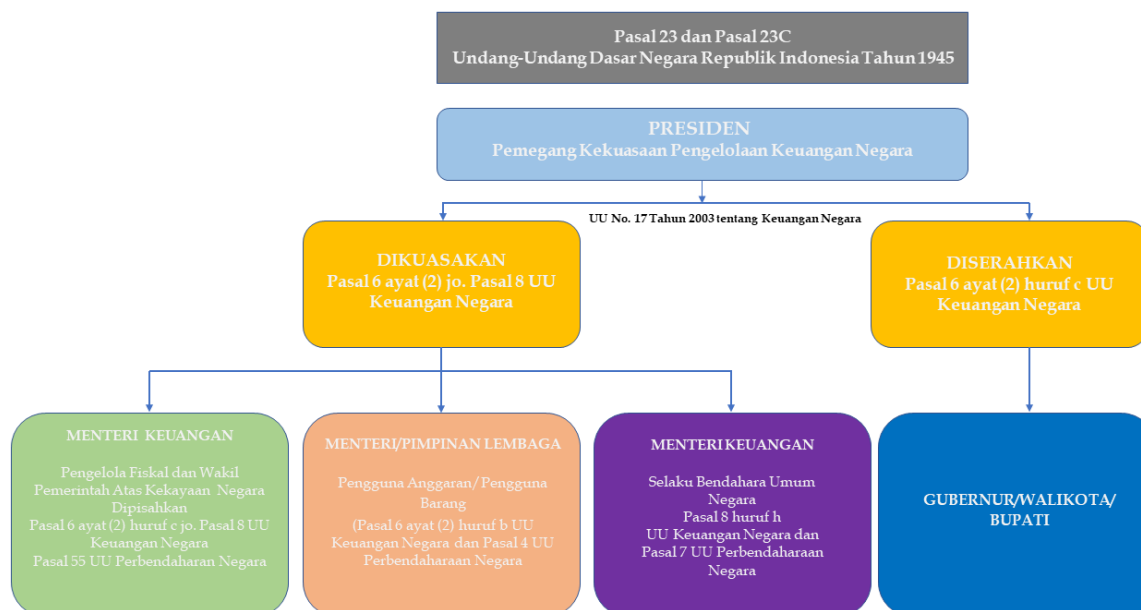 Pasal 23 dan Pasal 23C
Undang-Undang Dasar Negara Republik Indonesia Tahun 1945
PRESIDEN
Pemegang Kekuasaan Pengelolaan Keuangan Negara
UU No. 17 Tahun 2003 tentang Keuangan Negara
DIKUASAKAN
Pasal 6 ayat (2) jo. Pasal 8 UU
Keuangan Negara
DISERAHKAN
Pasal 6 ayat (2) huruf c UU
Keuangan Negara
MENTERI KEUANGAN
Pengelola Fiskal dan Wakil
Pemerintah Atas Kekayaan Negara
Dipisahkan
Pasal 6 ayat (2) huruf c jo. Pasal 8 UU
Keuangan Negara
Pasal 55 UU Perbendaharan Negara
MENTERI/PIMPINAN LEMBAGA
Pengguna Anggaran/Pengguna
Barang
(Pasal 6 ayat (2) huruf b UU
Keuangan Negara dan Pasal 4 UU
Perbendaharaan Negara
MENTERI KEUANGAN
Selaku Bendahara Umum
Negara
Pasal 8 huruf h
UU Keuangan Negara dan
Pasal 7 UU Perbendaharaan
Negara
GUBERNUR/WALIKOTA/
BUPATI